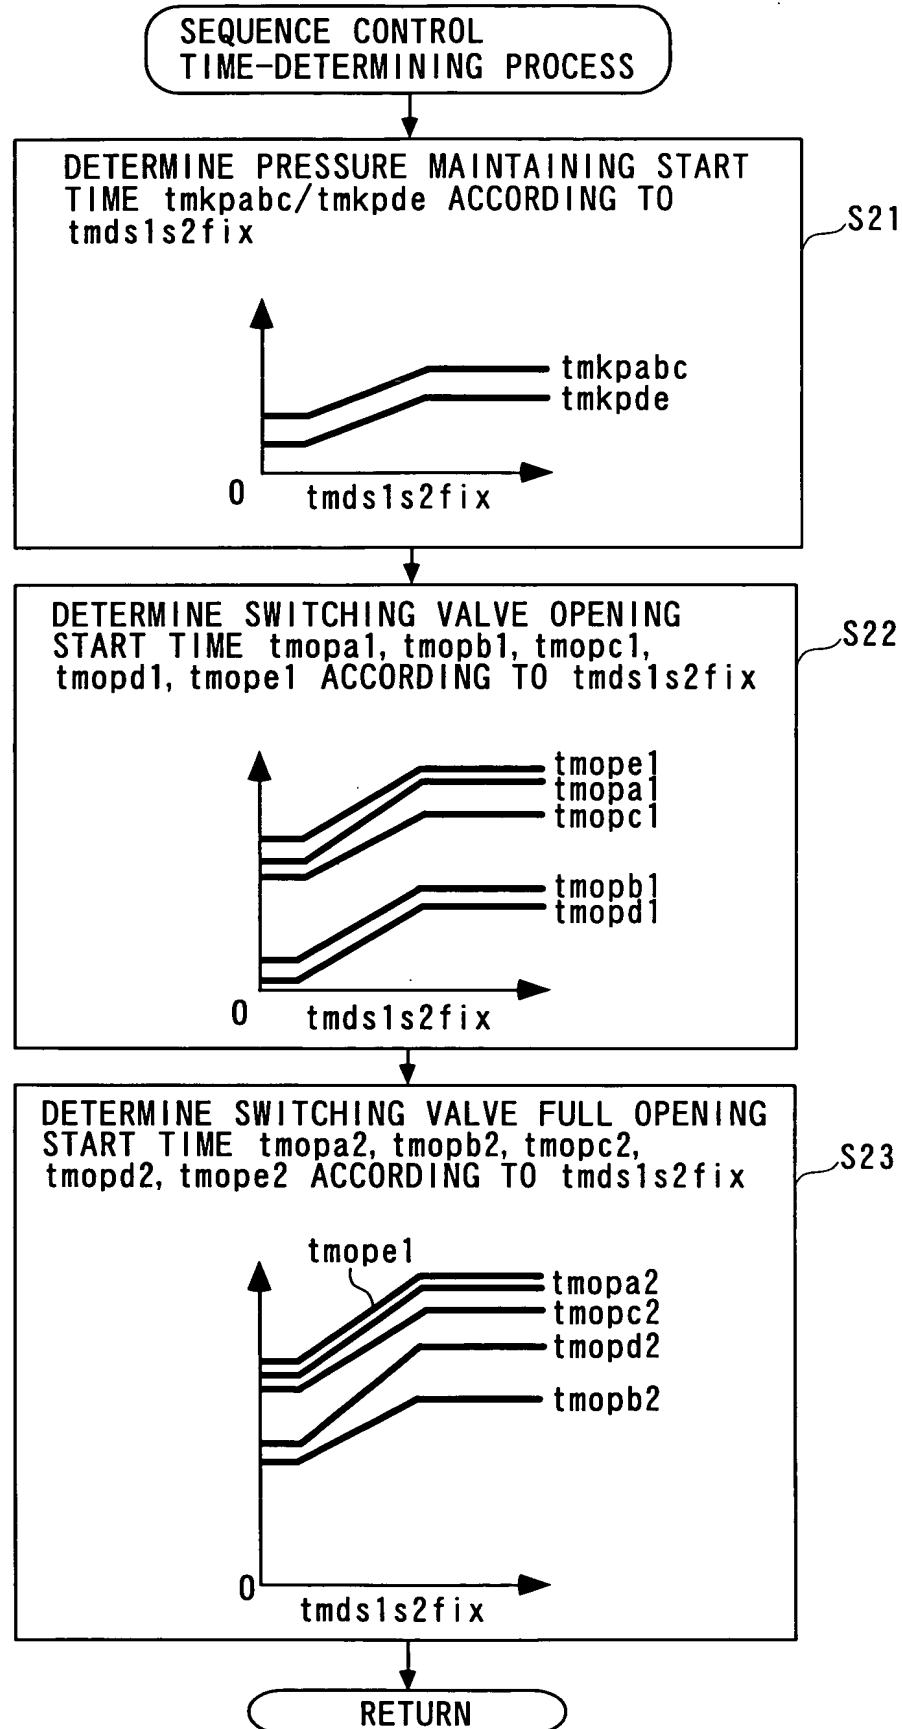 SEQUENCE CONTROL
TIME-DETERMINING PROCESS
DETERMINE PRESSURE MAINTAINING START
TIME tmkpabc/tmkpde ACCORDING TO
tmds1s2fix
S21
tmkpabc
tmkpde
0
tmds1s2fix
DETERMINE SWITCHING VALVE OPENING
START TIME tmopa1, tmopb1, tmopc1,
tmopd1, tmope1 ACCORDING TO tmds1s2fix
S22
tmope1
tmopa1
tmopc1
tmopb1
tmopd1
0
tmds1s2fix
DETERMINE SWITCHING VALVE FULL OPENING
START TIME tmopa2, tmopb2, tmopc2,
tmopd2, tmope2 ACCORDING TO tmds1s2fix
S23
tmope1
tmopa2
tmopc2
tmopd2
tmopb2
0
tmds1s2fix
RETURN